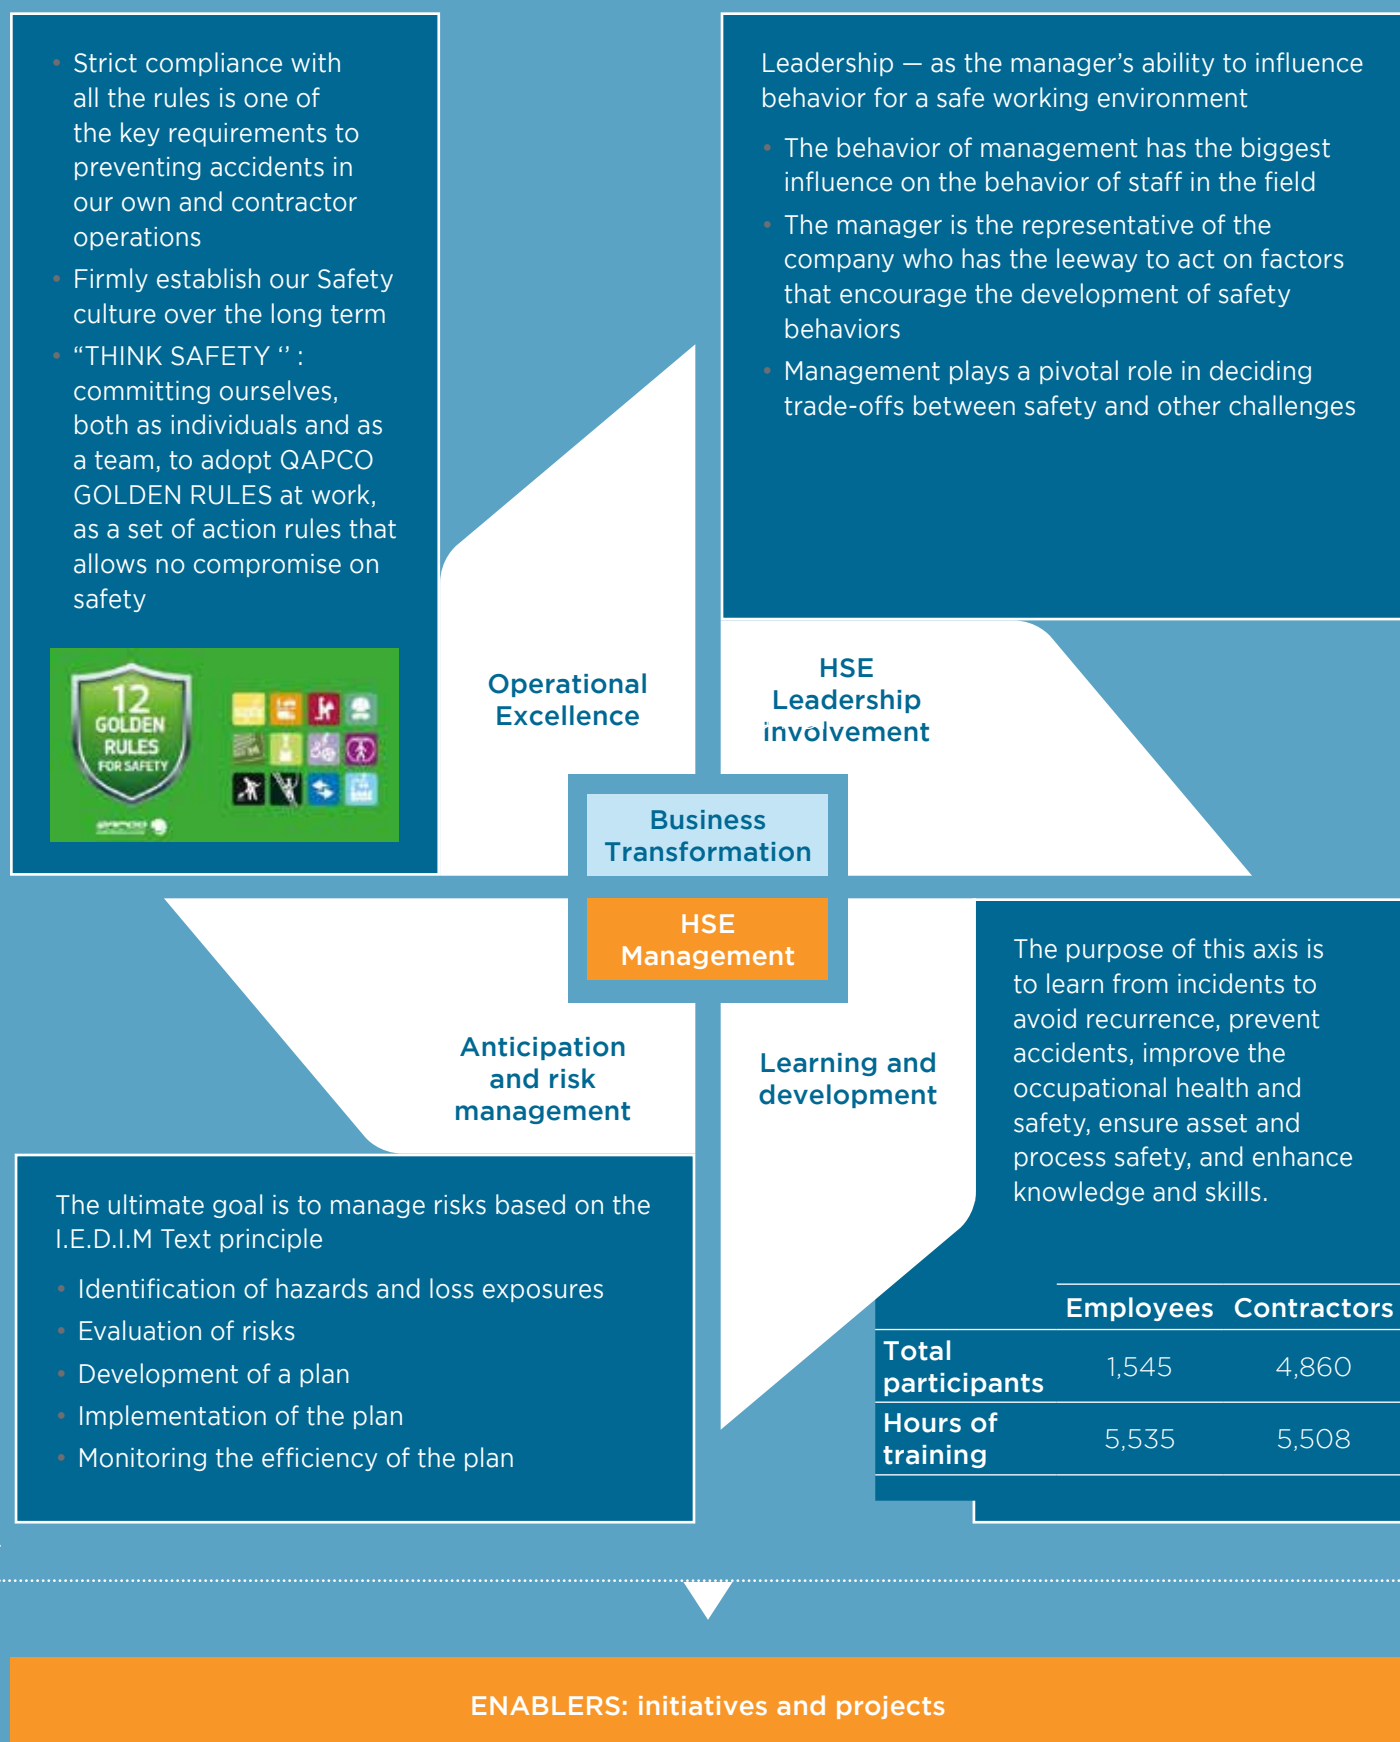 • Strict compliance with
all the rules is one of
the key requirements to
preventing accidents in
our own and contractor
operations
• Firmly establish our Safety
culture over the long term
• “THINK SAFETY ‘’ :
committing ourselves,
both as individuals and as
a team, to adopt QAPCO
GOLDEN RULES at work,
as a set of action rules that
allows no compromise on
safety
12
GOLDEN
RULES
FOR SAFETY
Leadership — as the manager’s ability to influence
behavior for a safe working environment
• The behavior of management has the biggest
influence on the behavior of staff in the field
• The manager is the representative of the
company who has the leeway to act on factors
that encourage the development of safety
behaviors
• Management plays a pivotal role in deciding
trade-offs between safety and other challenges
Operational
Excellence
HSE
Leadership
involvement
Business
Transformation
HSE
Management
Anticipation
and risk
management
Learning and
development
The ultimate goal is to manage risks based on the
I.E.D.I.M Text principle
• Identification of hazards and loss exposures
• Evaluation of risks
• Development of a plan
• Implementation of the plan
• Monitoring the efficiency of the plan
The purpose of this axis is
to learn from incidents to
avoid recurrence, prevent
accidents, improve the
occupational health and
safety, ensure asset and
process safety, and enhance
knowledge and skills.
Employees Contractors
Total
participants 1,545 4,860
Hours of
training 5,535 5,508
ENABLERS: initiatives and projects